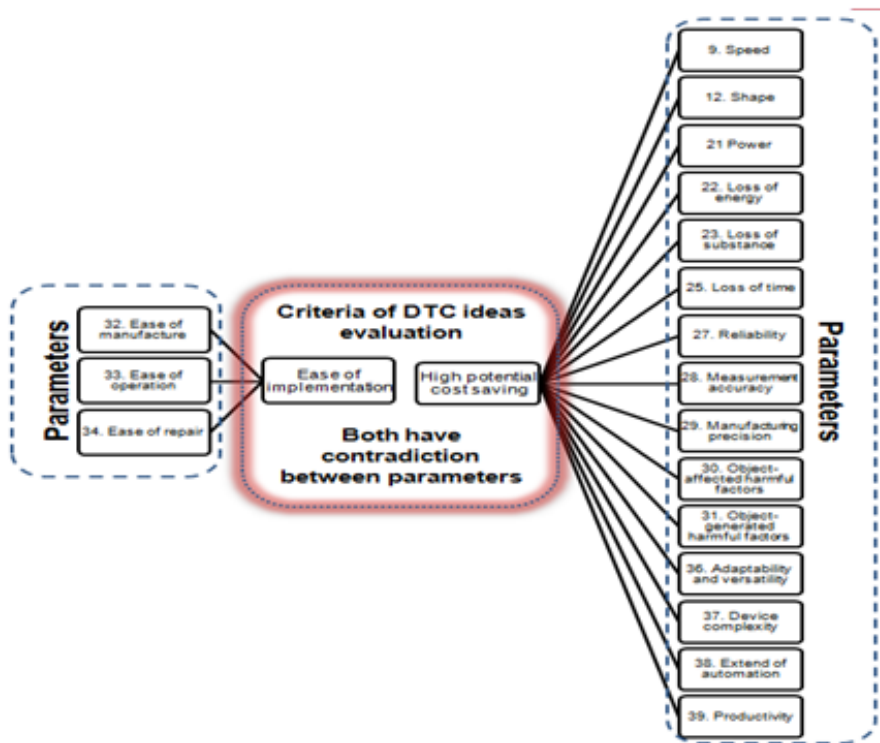 Parameters
32. Ease of
manufacture
33. Ease of
operation
34. Ease of repair
Criteria of DTC ideas
evaluation
Ease of
implementation
High potential
cost saving
Both have
contradiction
between parameters
9. Speed
12. Shape
21 Power
22. Loss of
energy
23. Loss of
substance
25. Loss of time
27. Reliability
28. Measurement
accuracy
29. Manufacturing
precision
30. Object-
affected harmful
factors
31. Object-
generated
harmful factors
36. Adaptability
and versatility
37. Device
complexity
38. Extend of
automation
39. Productivity
Parameters